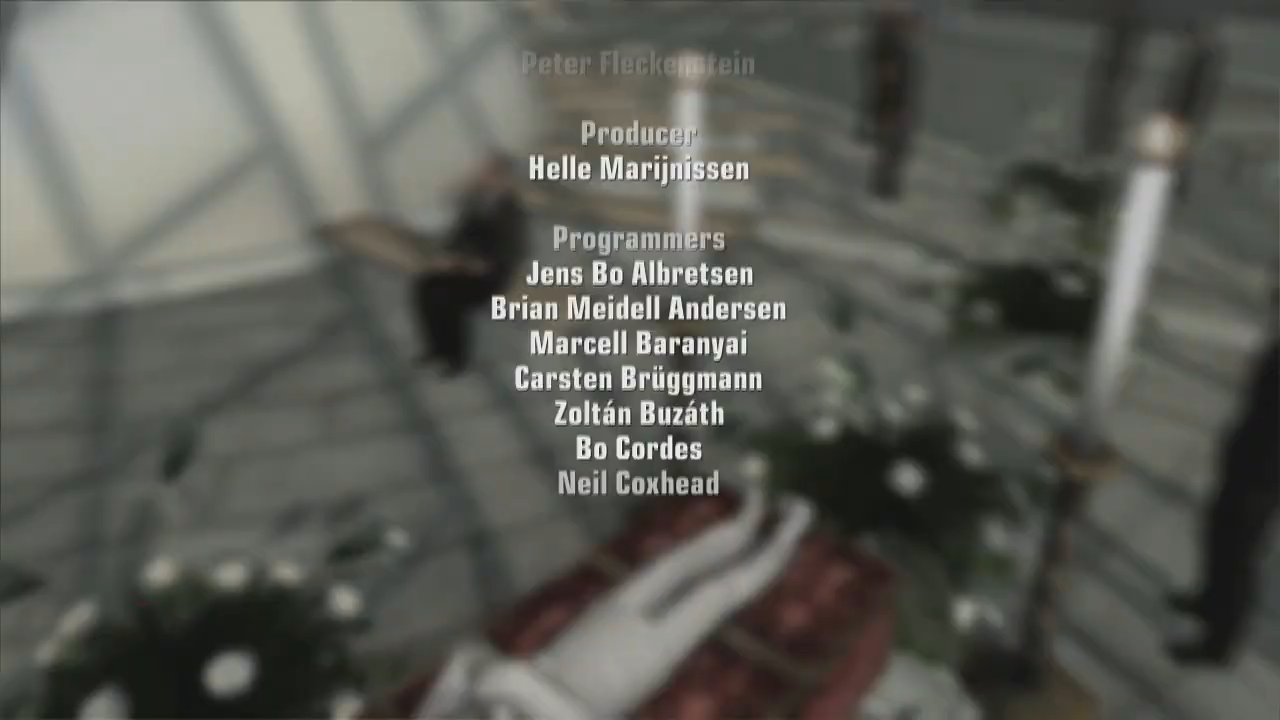 Peter Fleckenstein
Producer
Helle Marijnissen
Programmers
Jens Bo Albretsen
Brian Meidell Andersen
Marcell Baranyai
Carsten Brüggmann
Zoltán Buzáth
Bo Cordes
Neil Coxhead